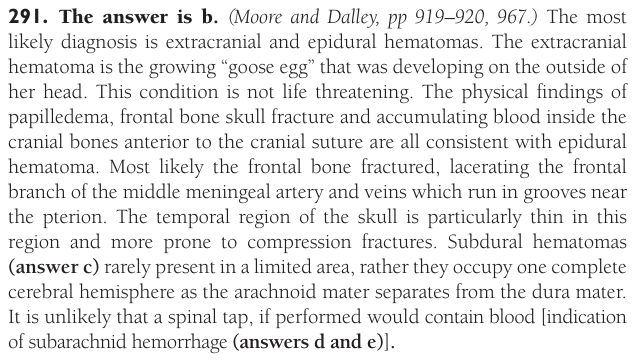 291. The answer is b. (Moore and Dalley, pp 919–920, 967.) The most
likely diagnosis is extracranial and epidural hematomas. The extracranial
hematoma is the growing “goose egg” that was developing on the outside of
her head. This condition is not life threatening. The physical findings of
papilledema, frontal bone skull fracture and accumulating blood inside the
cranial bones anterior to the cranial suture are all consistent with epidural
hematoma. Most likely the frontal bone fractured, lacerating the frontal
branch of the middle meningeal artery and veins which run in grooves near
the pterion. The temporal region of the skull is particularly thin in this
region and more prone to compression fractures. Subdural hematomas
(answer c) rarely present in a limited area, rather they occupy one complete
cerebral hemisphere as the arachnoid mater separates from the dura mater.
It is unlikely that a spinal tap, if performed would contain blood [indication
of subarachnid hemorrhage (answers d and e)].